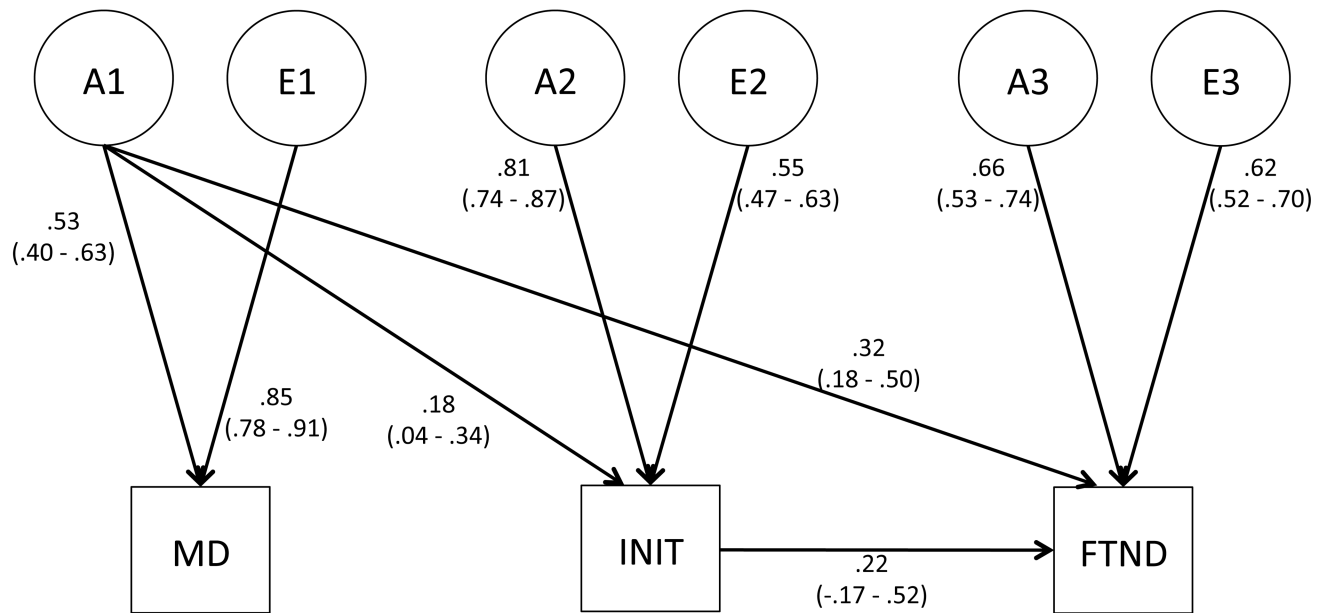 A1
E1
A2
E2
A3
E3
.53
(.40 - .63)
.81
(.74 - .87)
.55
(.47 - .63)
.66
(.53 - .74)
.62
(.52 - .70)
.85
(.78 - .91)
.18
(.04 - .34)
.32
(.18 - .50)
MD
INIT
FTND
.22
(-.17 - .52)